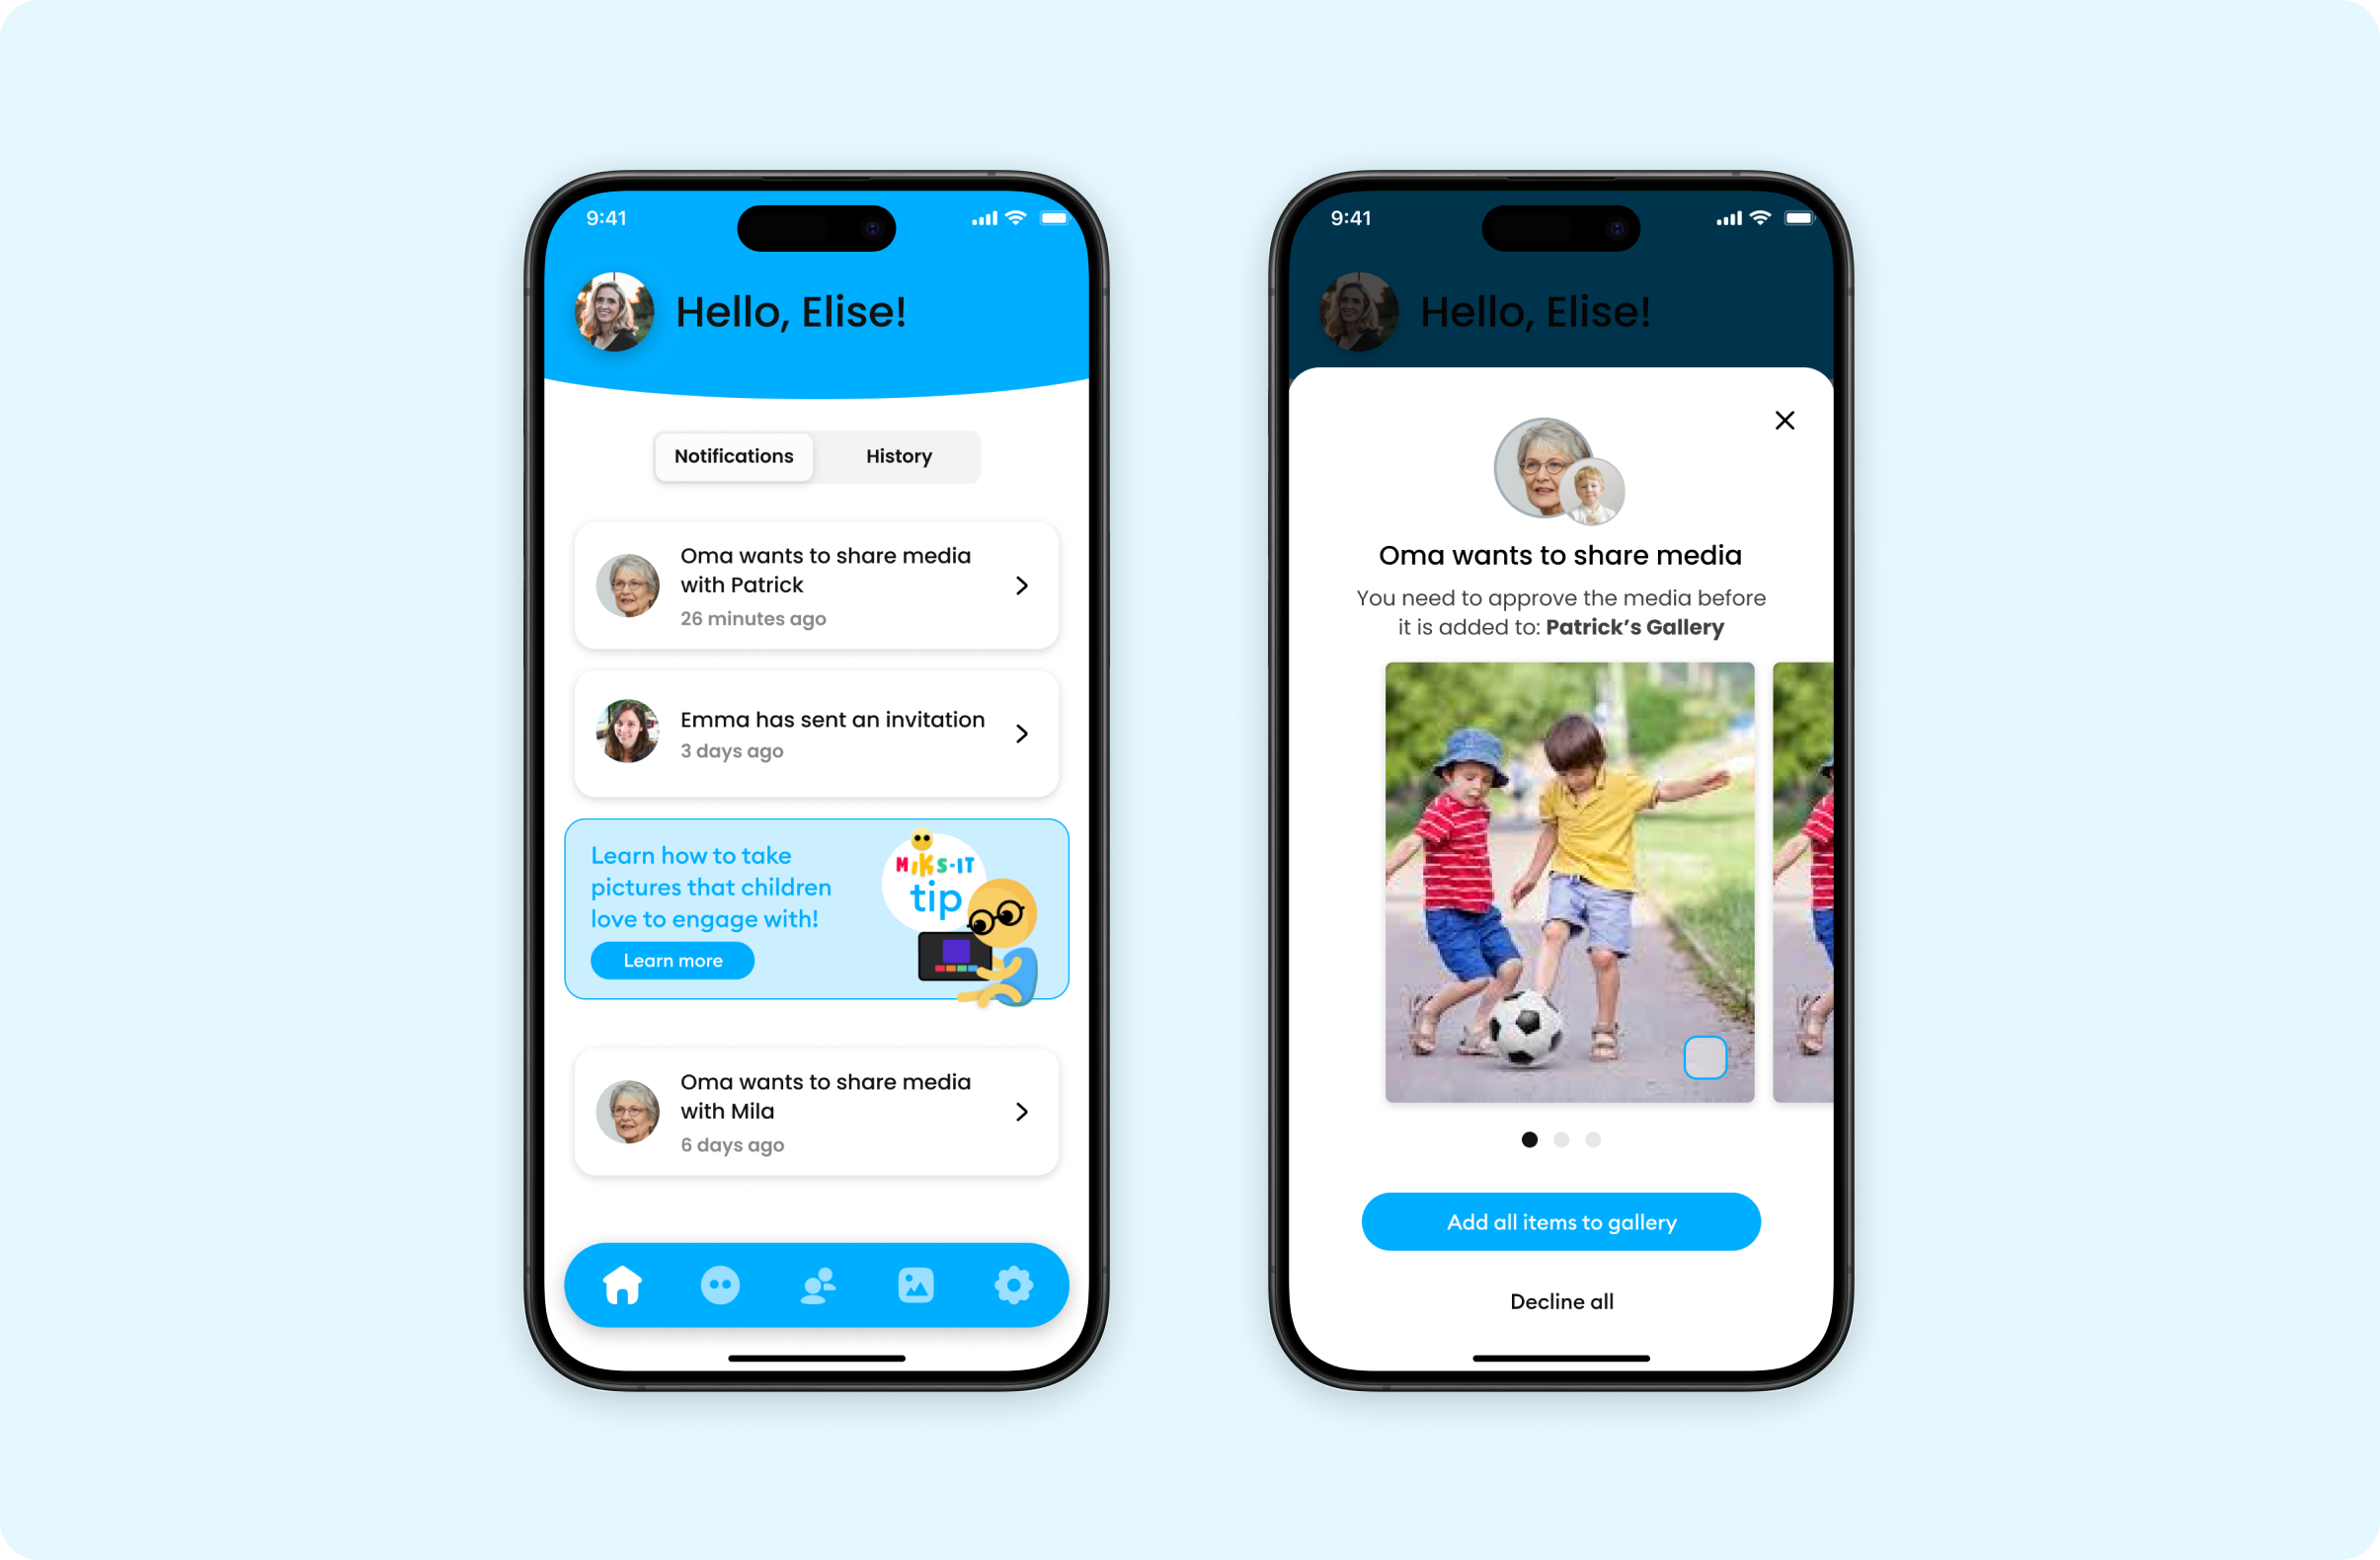 9:41
Hello, Elise!
Notifications
History
Oma wants to share media
with Patrick
26 minutes ago
Emma has sent an invitation
3 days ago
Learn how to take
pictures that children
love to engage with!
Learn more
MiKS-IT
tip
Oma wants to share media
with Mila
6 days ago
9:41
Hello, Elise!
Oma wants to share media
You need to approve the media before
it is added to: Patrick’s Gallery
Add all items to gallery
Decline all